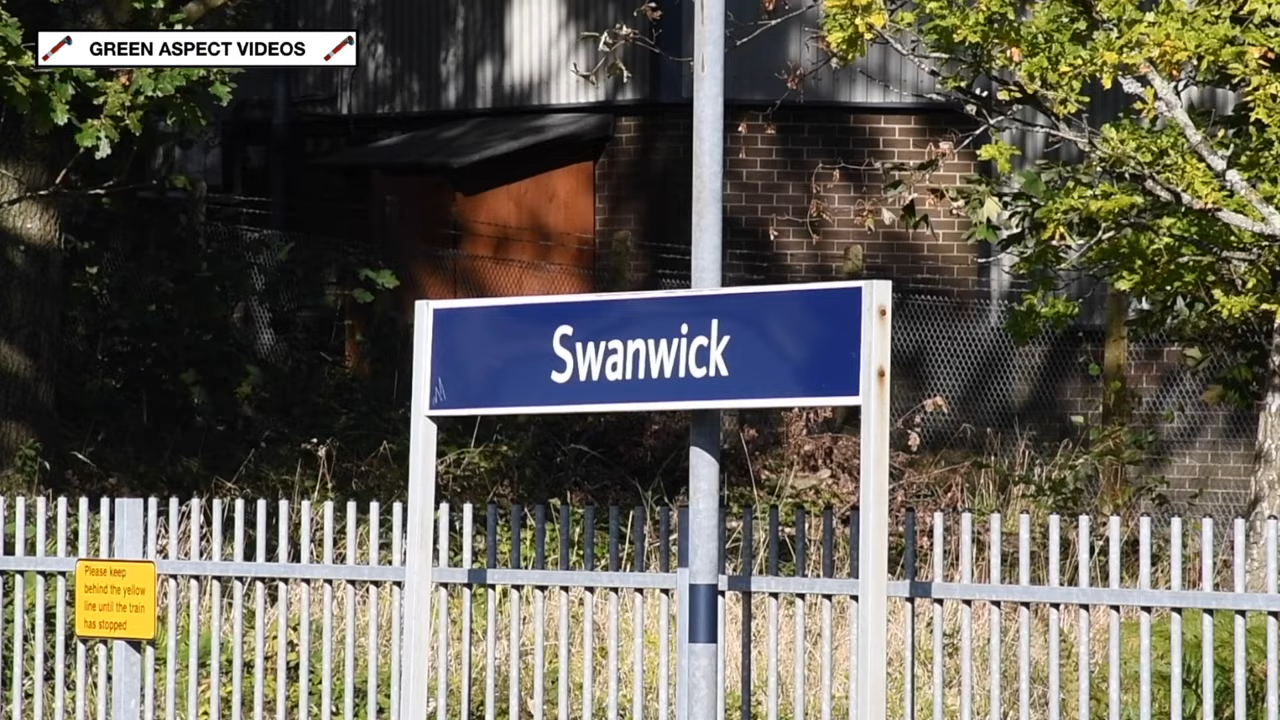 GREEN ASPECT VIDEOS
Swanwick
Please keep
behind the yellow
line until the train
has stopped